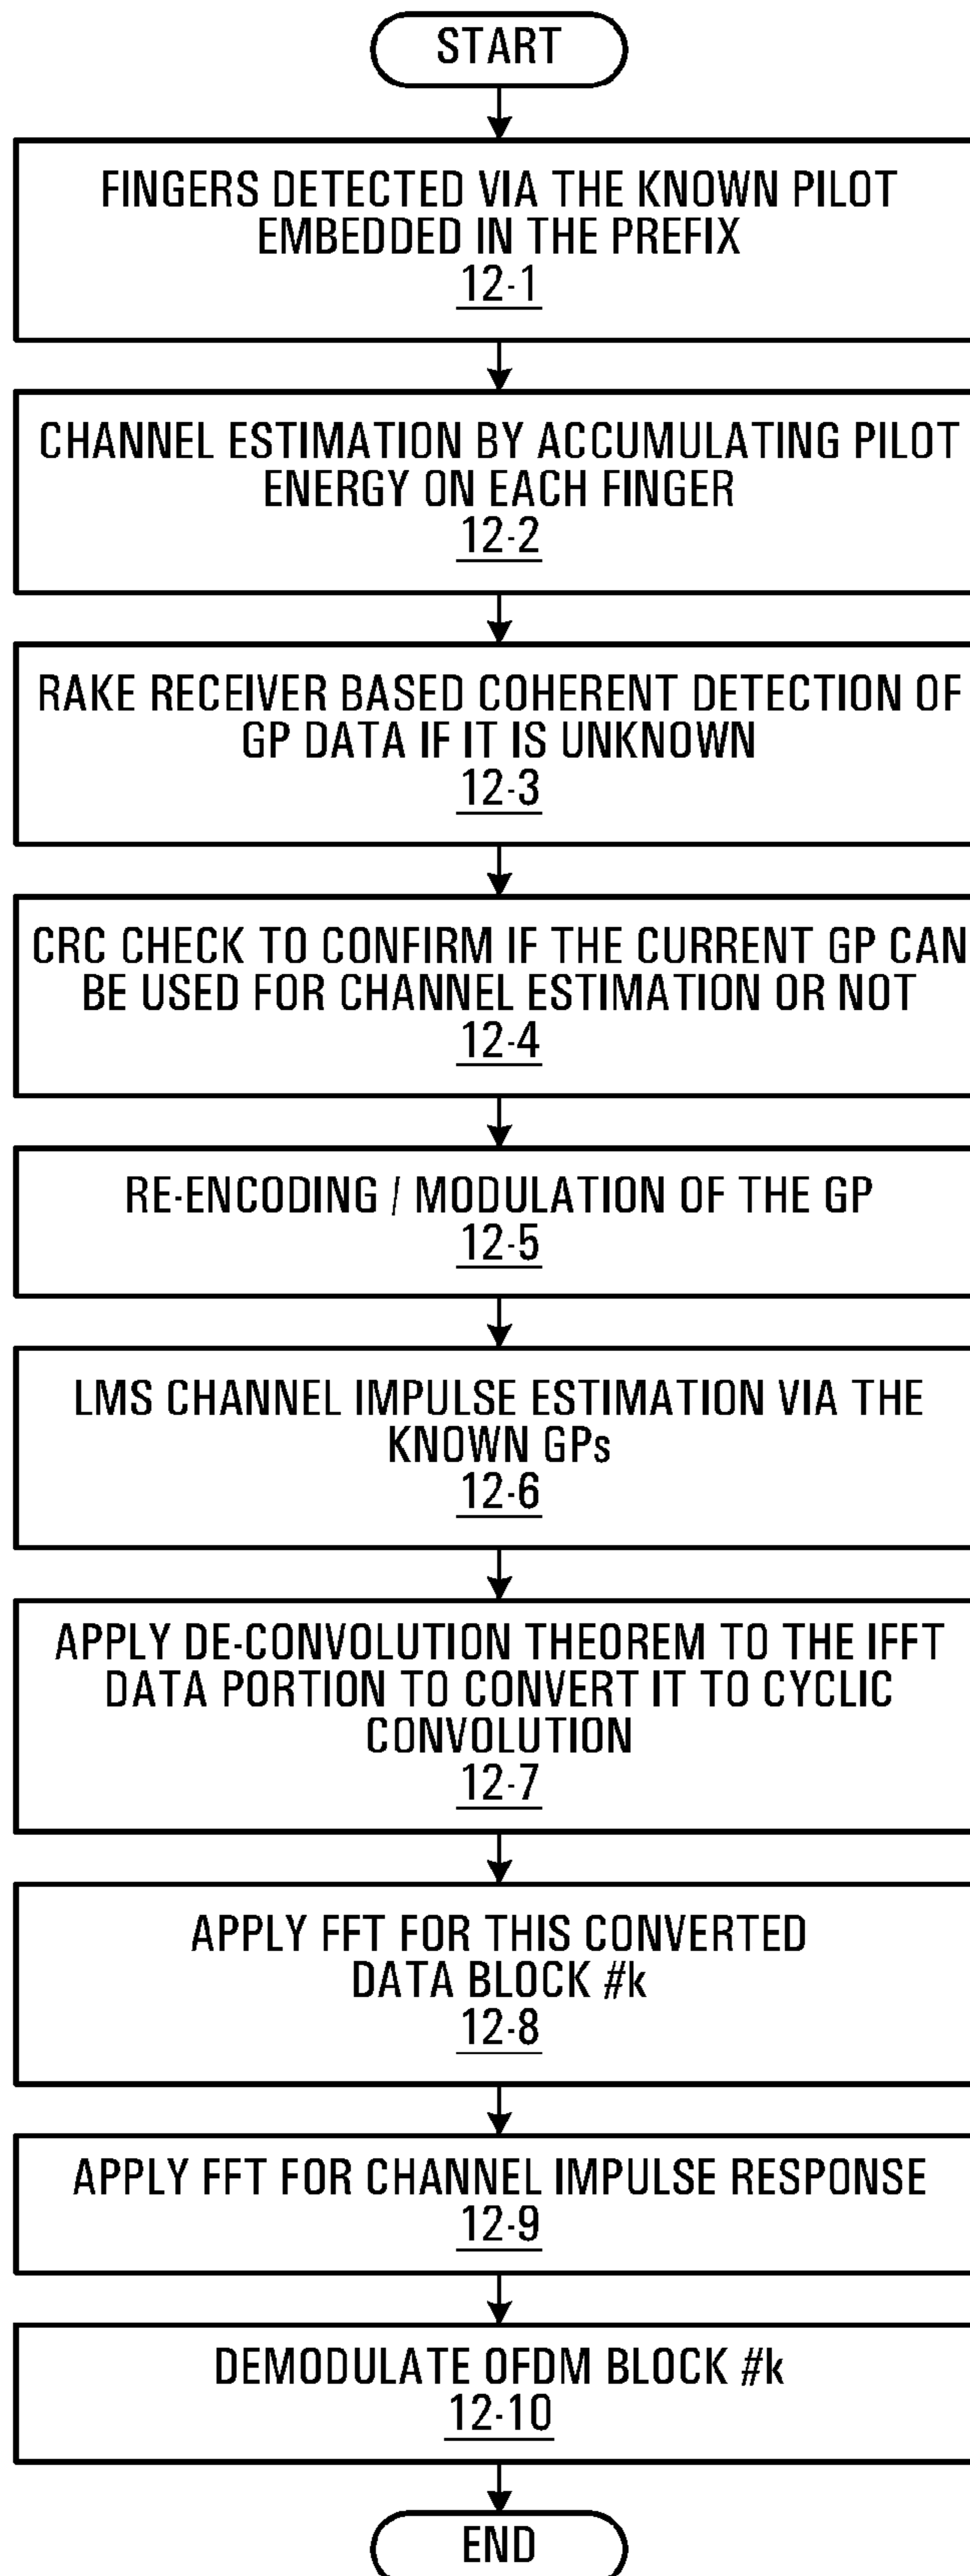 START
FINGERS DETECTED VIA THE KNOWN PILOT
EMBEDDED IN THE PREFIX
12-1
CHANNEL ESTIMATION BY ACCUMULATING PILOT
ENERGY ON EACH FINGER
12-2
RAKE RECEIVER BASED COHERENT DETECTION OF
GP DATA IF IT IS UNKNOWN
12-3
CRC CHECK TO CONFIRM IF THE CURRENT GP CAN
BE USED FOR CHANNEL ESTIMATION OR NOT
12-4
RE-ENCODING / MODULATION OF THE GP
12-5
LMS CHANNEL IMPULSE ESTIMATION VIA THE
KNOWN GPs
12-6
APPLY DE-CONVOLUTION THEOREM TO THE IFFT
DATA PORTION TO CONVERT IT TO CYCLIC
CONVOLUTION
12-7
APPLY FFT FOR THIS CONVERTED
DATA BLOCK #k
12-8
APPLY FFT FOR CHANNEL IMPULSE RESPONSE
12-9
DEMODULATE OFDM BLOCK #k
12-10
END